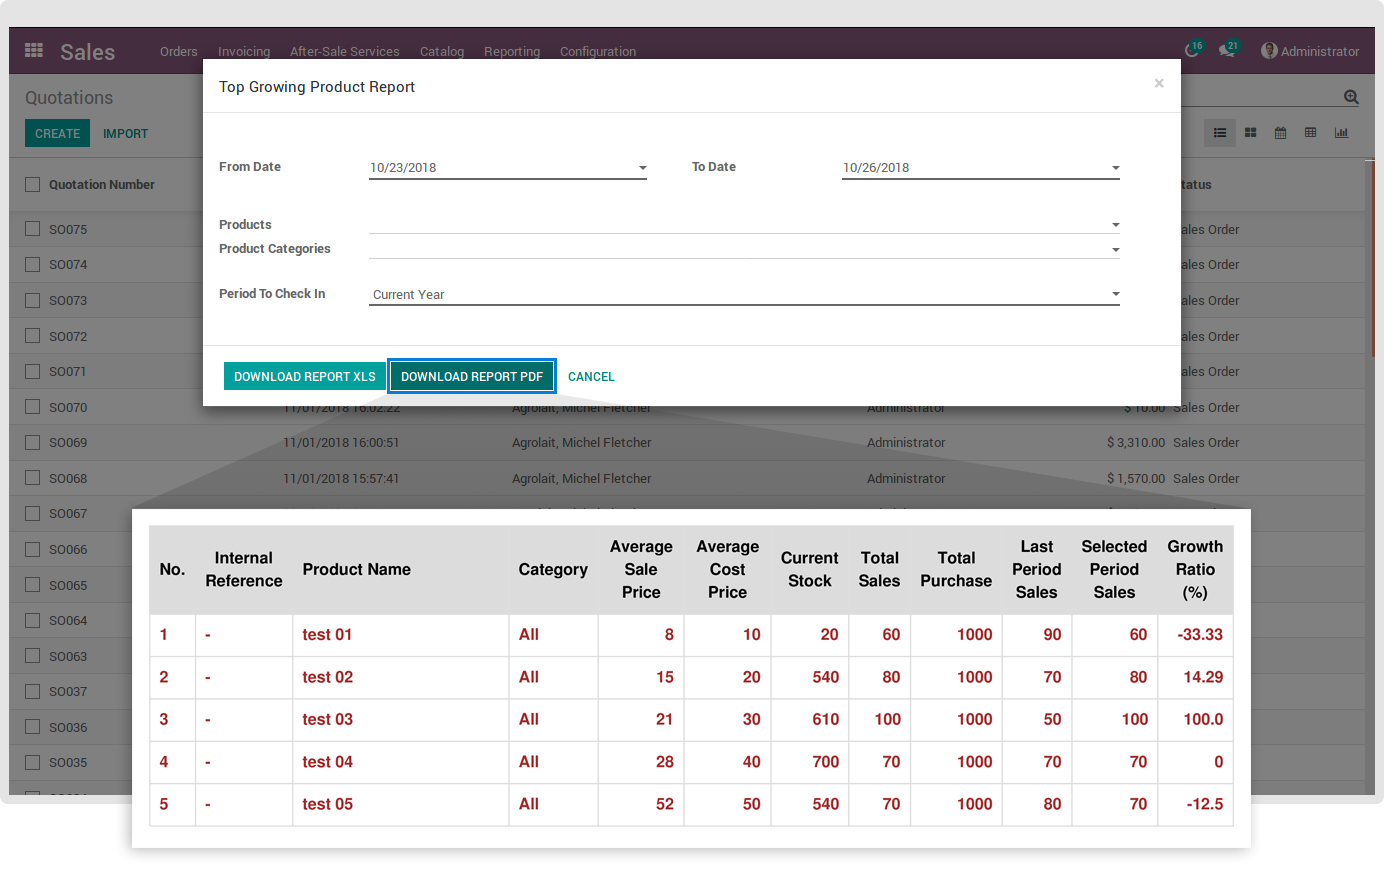 Sales Orders Invoicing After-Sale Services Catalog Reporting Configuration 16 21 Administrator
Quotations
CREATE IMPORT
Quotation Number
tatus
Top Growing Product Report ×
From Date 10/23/2018 To Date 10/26/2018
Products
Product Categories
Period To Check In Current Year
DOWNLOAD REPORT XLS DOWNLOAD REPORT PDF CANCEL
SO075 ales Order
SO074 ales Order
SO073 ales Order
SO072 ales Order
SO071 ales Order
SO070 11/01/2018 16:02:22 Agrolait, Michel Fletcher Administrator $ 10.00 Sales Order
SO069 11/01/2018 16:00:51 Agrolait, Michel Fletcher Administrator $ 3,310.00 Sales Order
SO068 11/01/2018 15:57:41 Agrolait, Michel Fletcher Administrator $ 1,570.00 Sales Order
SO067
SO066
SO065
SO064
SO063
SO037
SO036
SO035
No. Internal Reference Product Name Category Average Sale Price Average Cost Price Current Stock Total Sales Total Purchase Last Period Sales Selected Period Sales Growth Ratio (%)
1 - test 01 All 8 10 20 60 1000 90 60 -33.33
2 - test 02 All 15 20 540 80 1000 70 80 14.29
3 - test 03 All 21 30 610 100 1000 50 100 100.0
4 - test 04 All 28 40 700 70 1000 70 70 0
5 - test 05 All 52 50 540 70 1000 80 70 -12.5